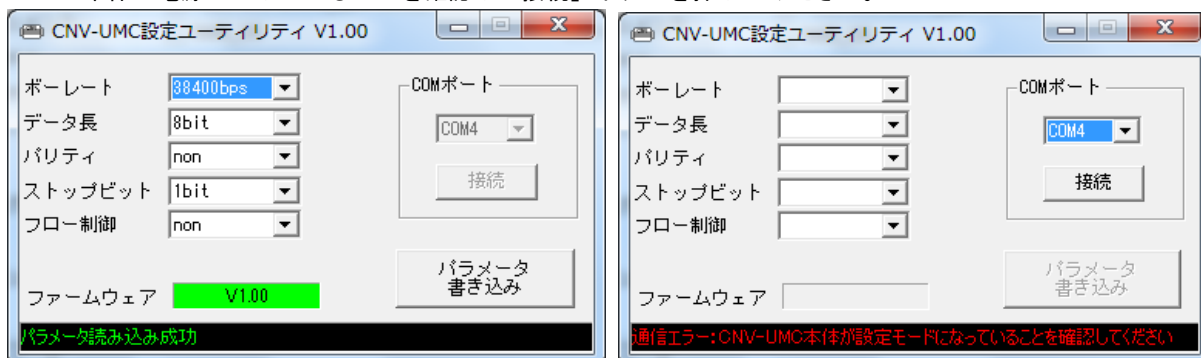 CNV-UMC設定ユーティリティ V1.00
ボーレート 38400bps
データ長 8bit
パリティ non
ストップビット 1bit
フロー制御 non
COMポート
COM4
接続
パラメータ
書き込み
ファームウェア V1.00
パラメータ読み込み成功
CNV-UMC設定ユーティリティ V1.00
ボーレート
データ長
パリティ
ストップビット
フロー制御
COMポート
COM4
接続
パラメータ
書き込み
ファームウェア
通信エラー:CNV-UMC本体が設定モードになっていることを確認してください